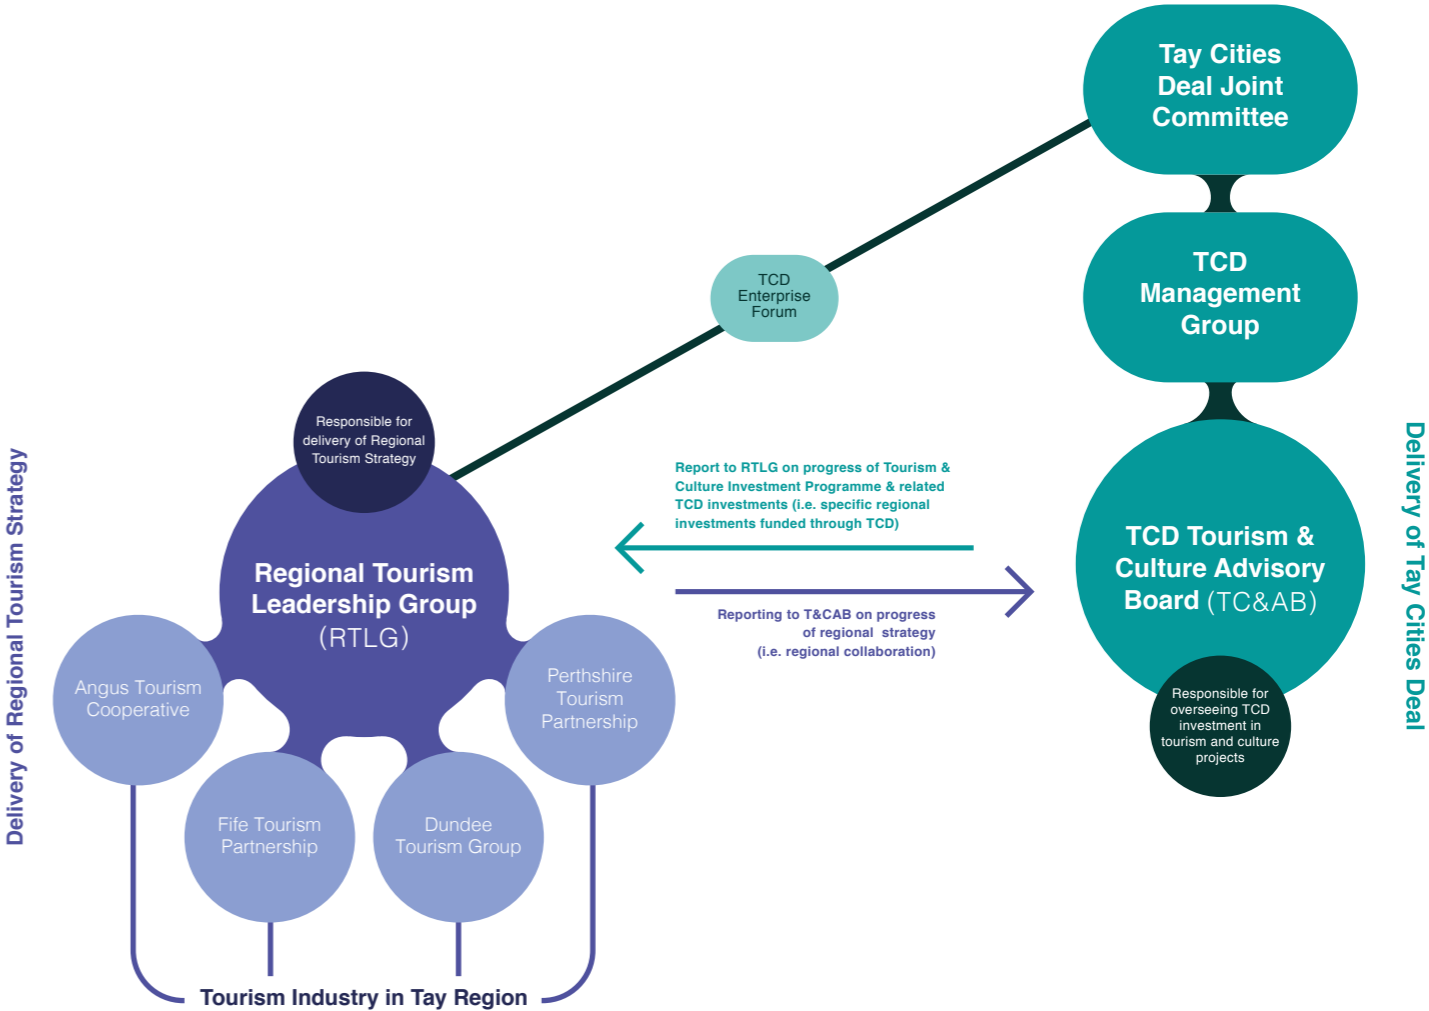 Tay Cities
Deal Joint
Committee
TCD
Management
Group
TCD
Enterprise
Forum
Responsible for
delivery of Regional
Tourism Strategy
Regional Tourism
Leadership Group
(RTLG)
Report to RTLG on progress of Tourism &
Culture Investment Programme & related
TCD investments (i.e. specific regional
investments funded through TCD)
Reporting to T&CAB on progress
of regional strategy
(i.e. regional collaboration)
TCD Tourism &
Culture Advisory
Board (TC&AB)
Responsible for
overseeing TCD
investment in
tourism and culture
projects
Angus Tourism
Cooperative
Fife Tourism
Partnership
Dundee
Tourism Group
Perthshire
Tourism
Partnership
Tourism Industry in Tay Region
Delivery of Regional Tourism Strategy
Delivery of Tay Cities Deal